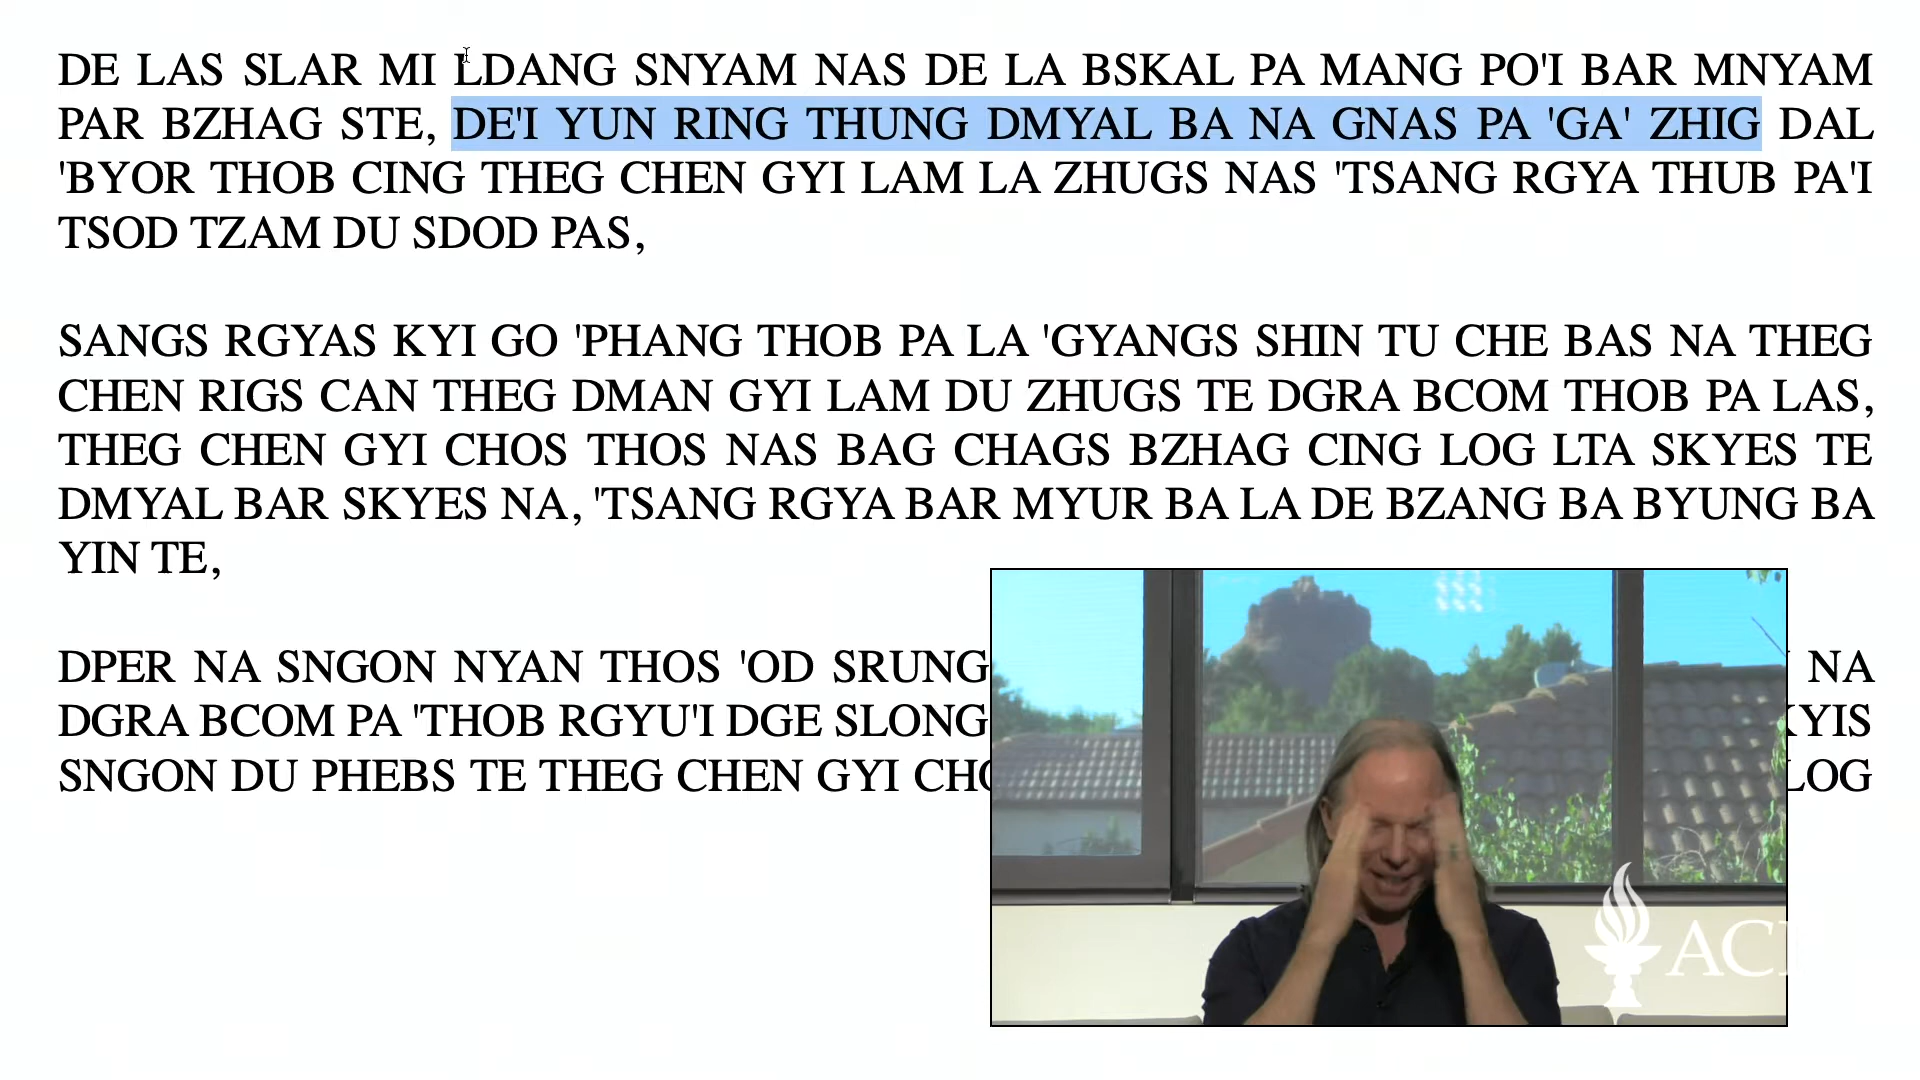 DE LAS SLAR MI LDANG SNYAM NAS DE LA BSKAL PA MANG PO'I BAR MNYAM
PAR BZHAG STE, DE'I YUN RING THUNG DMYAL BA NA GNAS PA 'GA' ZHIG DAL
'BYOR THOB CING THEG CHEN GYI LAM LA ZHUGS NAS 'TSANG RGYA THUB PA'I
TSOD TZAM DU SDOD PAS,
SANGS RGYAS KYI GO 'PHANG THOB PA LA 'GYANGS SHIN TU CHE BAS NA THEG
CHEN RIGS CAN THEG DMAN GYI LAM DU ZHUGS TE DGRA BCOM THOB PA LAS,
THEG CHEN GYI CHOS THOS NAS BAG CHAGS BZHAG CING LOG LTA SKYES TE
DMYAL BAR SKYES NA, 'TSANG RGYA BAR MYUR BA LA DE BZANG BA BYUNG BA
YIN TE,
DPER NA SNGON NYAN THOS 'OD SRUNG NA
DGRA BCOM PA 'THOB RGYU'I DGE SLONG KYIS
SNGON DU PHEBS TE THEG CHEN GYI LOG